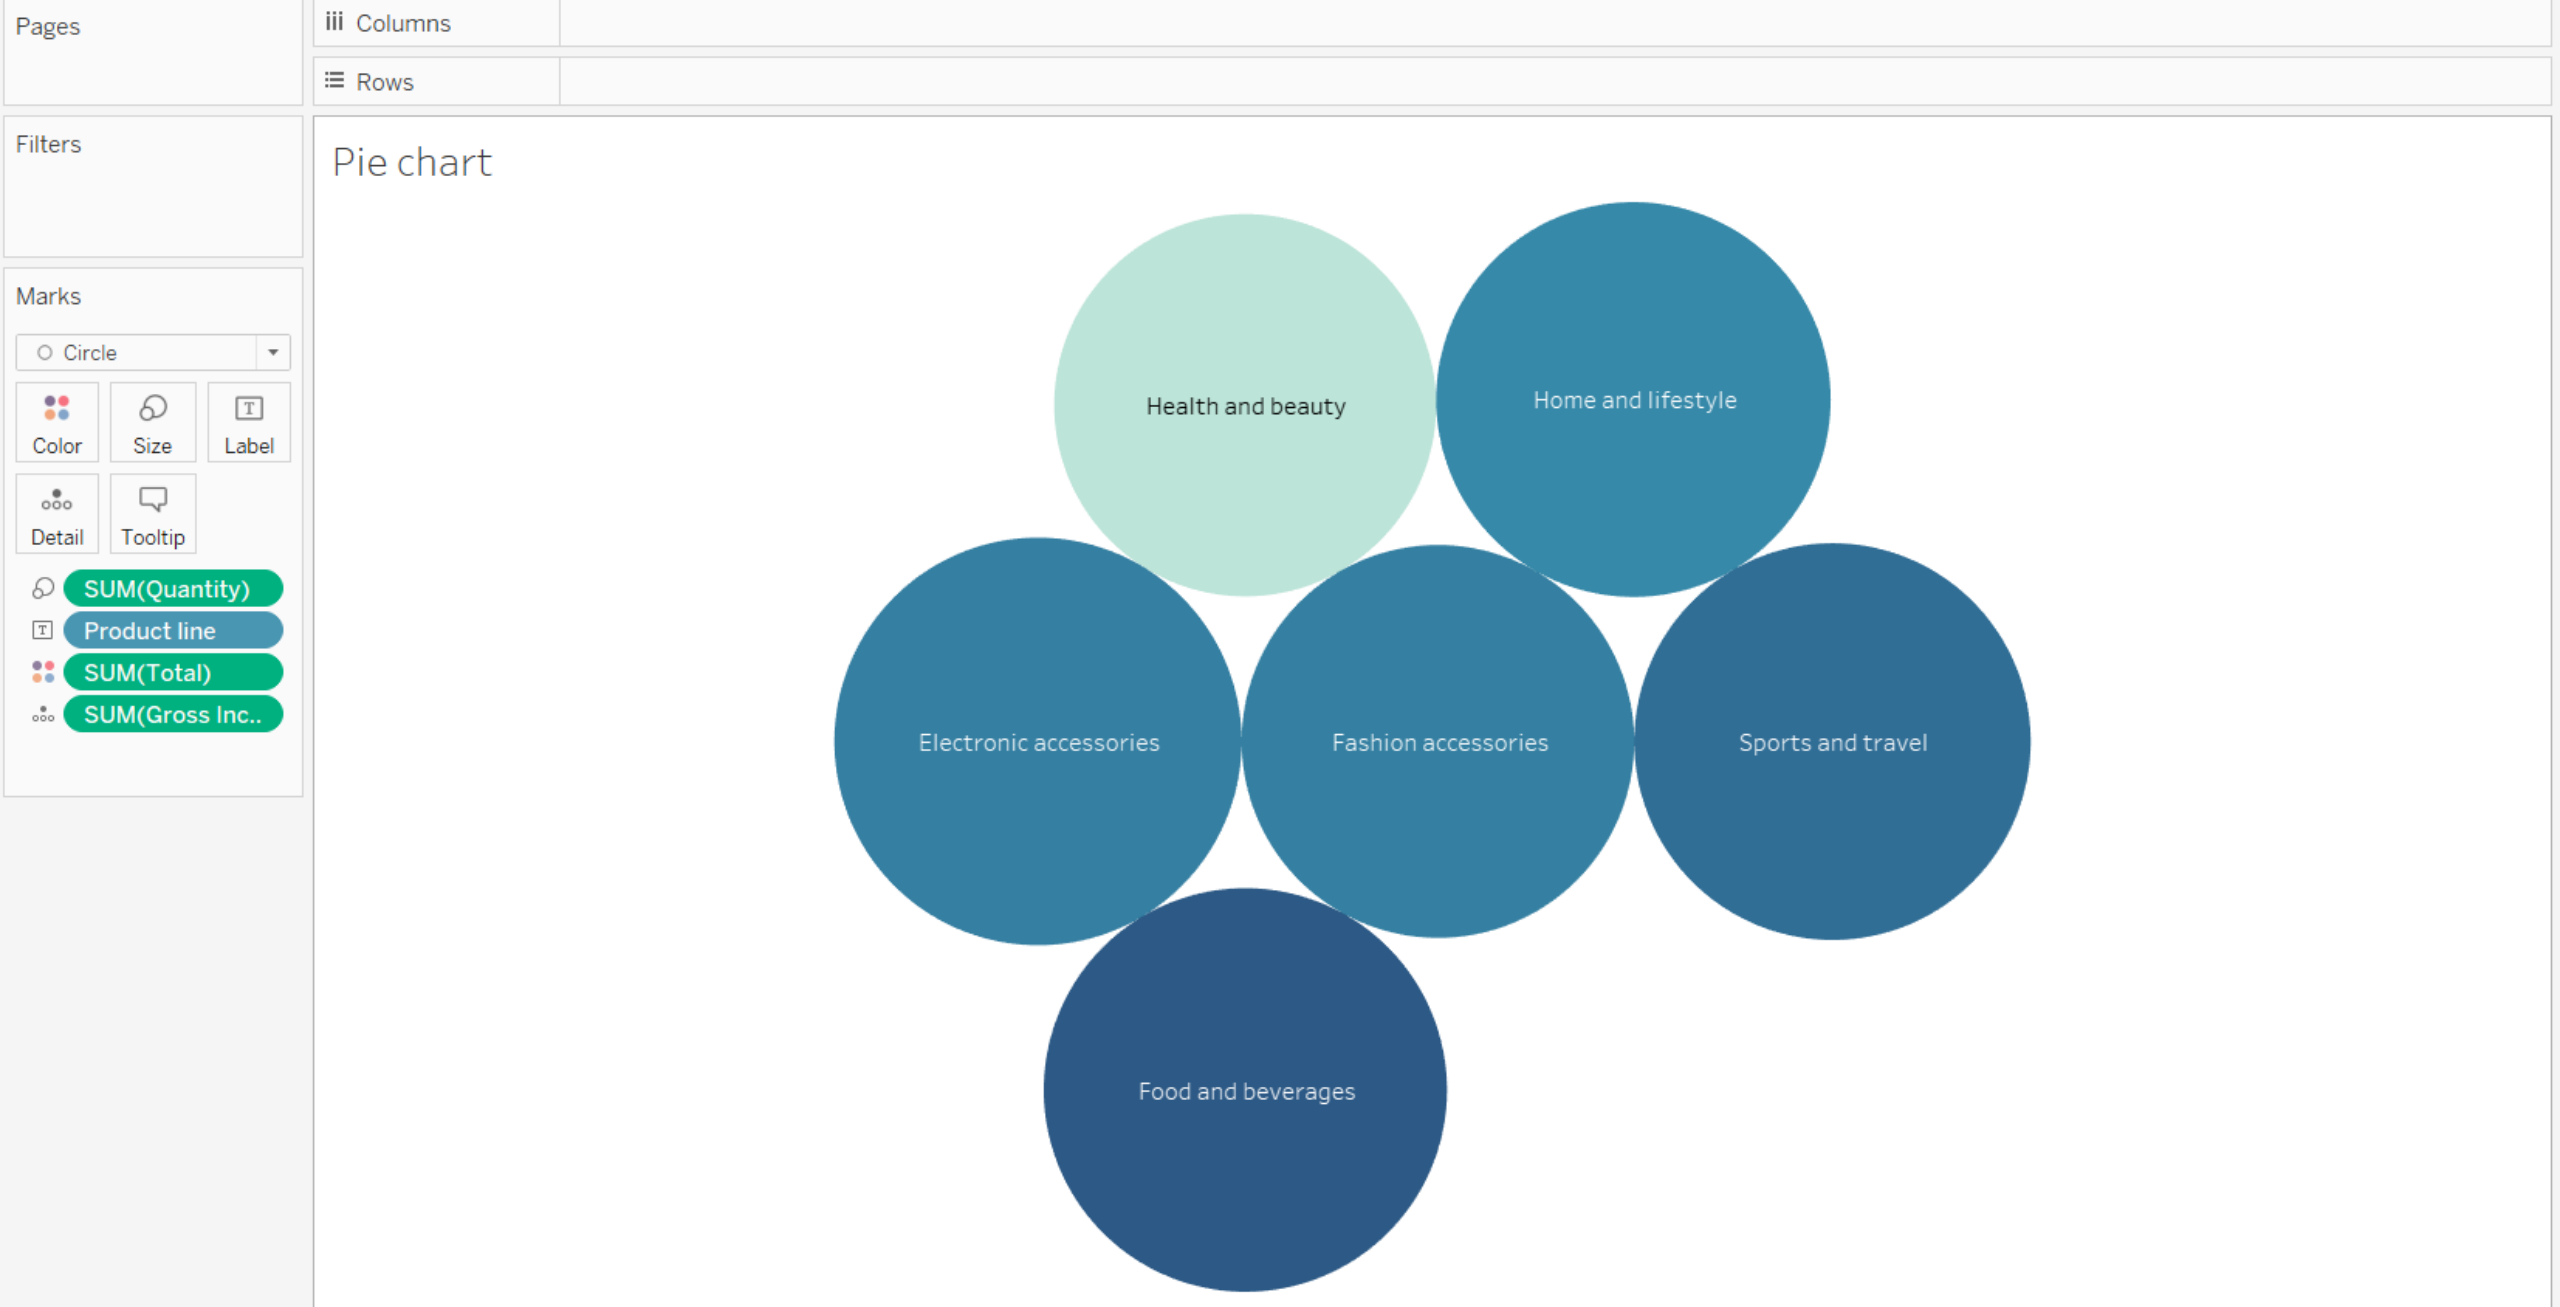 Pages
Columns
Rows
Filters
Pie chart
Marks
Circle
Color
Size
Label
T
Detail
Tooltip
SUM(Quantity)
T
Product line
SUM(Total)
SUM(Gross Inc..
Health and beauty
Home and lifestyle
Electronic accessories
Fashion accessories
Sports and travel
Food and beverages